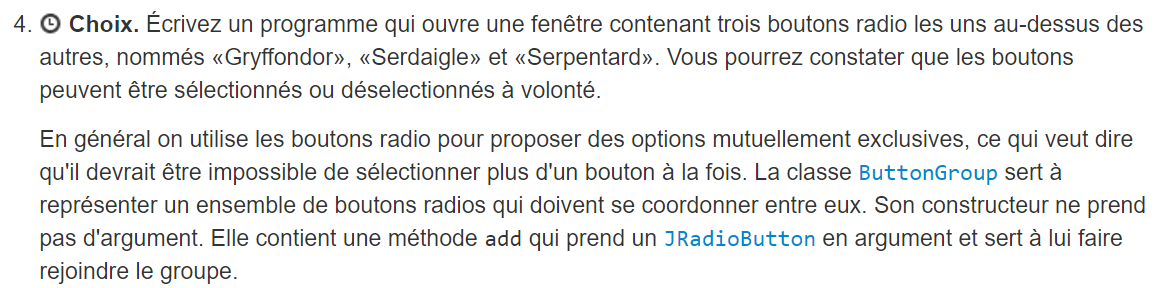 4. Choix. Écrivez un programme qui ouvre une fenêtre contenant trois boutons radio les uns au-dessus des
autres, nommés «Gryffondor», «Serdaigle» et «Serpentard». Vous pourrez constater que les boutons
peuvent être sélectionnés ou déselectionnés à volonté.
En général on utilise les boutons radio pour proposer des options mutuellement exclusives, ce qui veut dire
qu'il devrait être impossible de sélectionner plus d'un bouton à la fois. La classe ButtonGroup sert à
représenter un ensemble de boutons radios qui doivent se coordonner entre eux. Son constructeur ne prend
pas d'argument. Elle contient une méthode add qui prend un JRadioButton en argument et sert à lui faire
rejoindre le groupe.